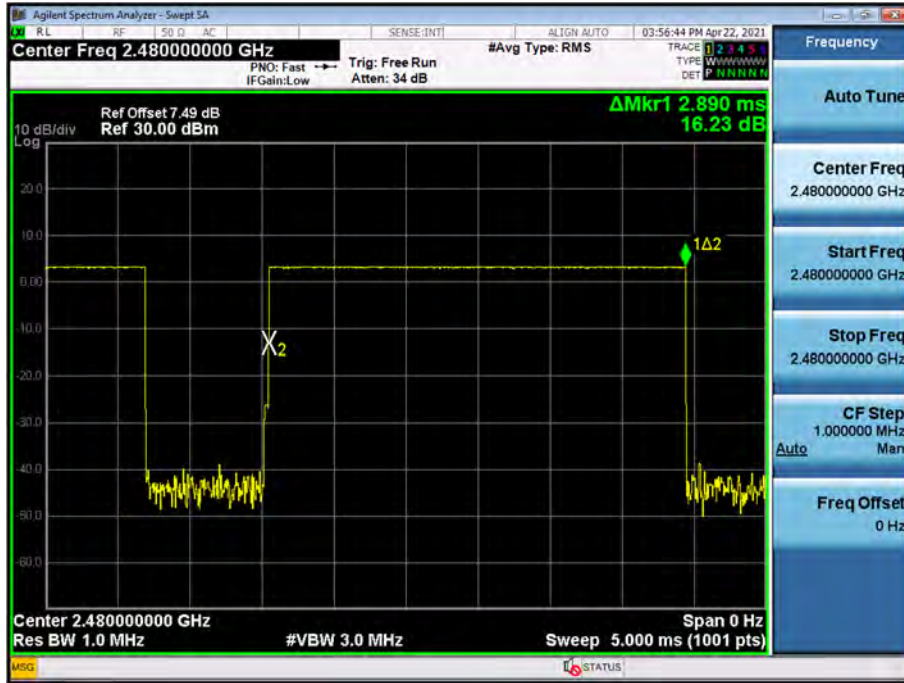 Agilent Spectrum Analyzer - Swept SA
RL RF 50 Ω AC SENSE:INT ALIGN AUTO 03:56:44 PM Apr 22, 2021
Center Freq 2.480000000 GHz
#Avg Type: RMS
TRACE 1 2 3 4 5
PNO: Fast Trig: Free Run
TYPE WWWWWW
IFGain:Low Atten: 34 dB
DET P N N N N N
Frequency
Auto Tune
Center Freq
2.480000000 GHz
Start Freq
2.480000000 GHz
Stop Freq
2.480000000 GHz
CF Step
1.000000 MHz
Auto Man
Freq Offset
0 Hz
ΔMkr1 2.890 ms
16.23 dB
Ref Offset 7.49 dB
10 dB/div Ref 30.00 dBm
Log
20.0
10.0
0.00
-10.0
-20.0
-30.0
-40.0
-50.0
-60.0
1Δ2
X2
Center 2.480000000 GHz Span 0 Hz
Res BW 1.0 MHz #VBW 3.0 MHz Sweep 5.000 ms (1001 pts)
MSG STATUS